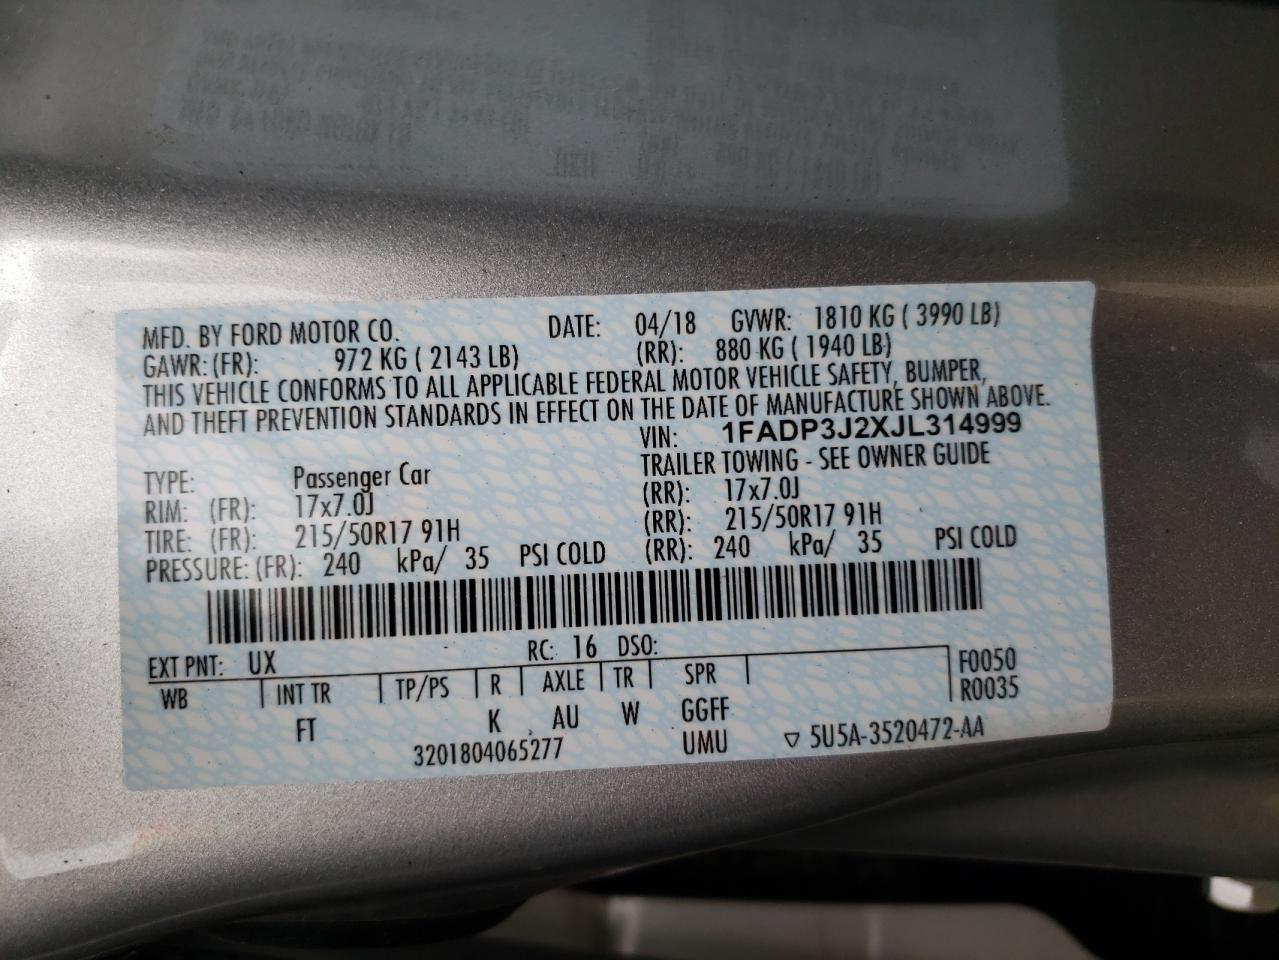 MFD. BY FORD MOTOR CO. DATE: 04/18 GVWR: 1810 KG ( 3990 LB)
GAWR: (FR): 972 KG ( 2143 LB) (RR): 880 KG ( 1940 LB)
THIS VEHICLE CONFORMS TO ALL APPLICABLE FEDERAL MOTOR VEHICLE SAFETY, BUMPER,
AND THEFT PREVENTION STANDARDS IN EFFECT ON THE DATE OF MANUFACTURE SHOWN ABOVE.
VIN: 1FADP3J2XJL314999
TYPE: Passenger Car TRAILER TOWING - SEE OWNER GUIDE
RIM: (FR): 17x7.0J (RR): 17x7.0J
TIRE: (FR): 215/50R17 91H (RR): 215/50R17 91H
PRESSURE: (FR): 240 kPa/ 35 PSI COLD (RR): 240 kPa/ 35 PSI COLD
EXT PNT: UX RC: 16 DSO:
WB INT TR TP/PS R AXLE TR SPR F0050
R0035
FT K AU W GGFF
3201804065277 UMU ▽ 5U5A-3520472-AA